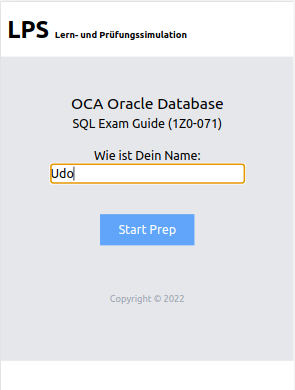 LPS Lern- und Prüfungssimulation
OCA Oracle Database
SQL Exam Guide (1Z0-071)
Wie ist Dein Name:
Udo
Start Prep
Copyright © 2022